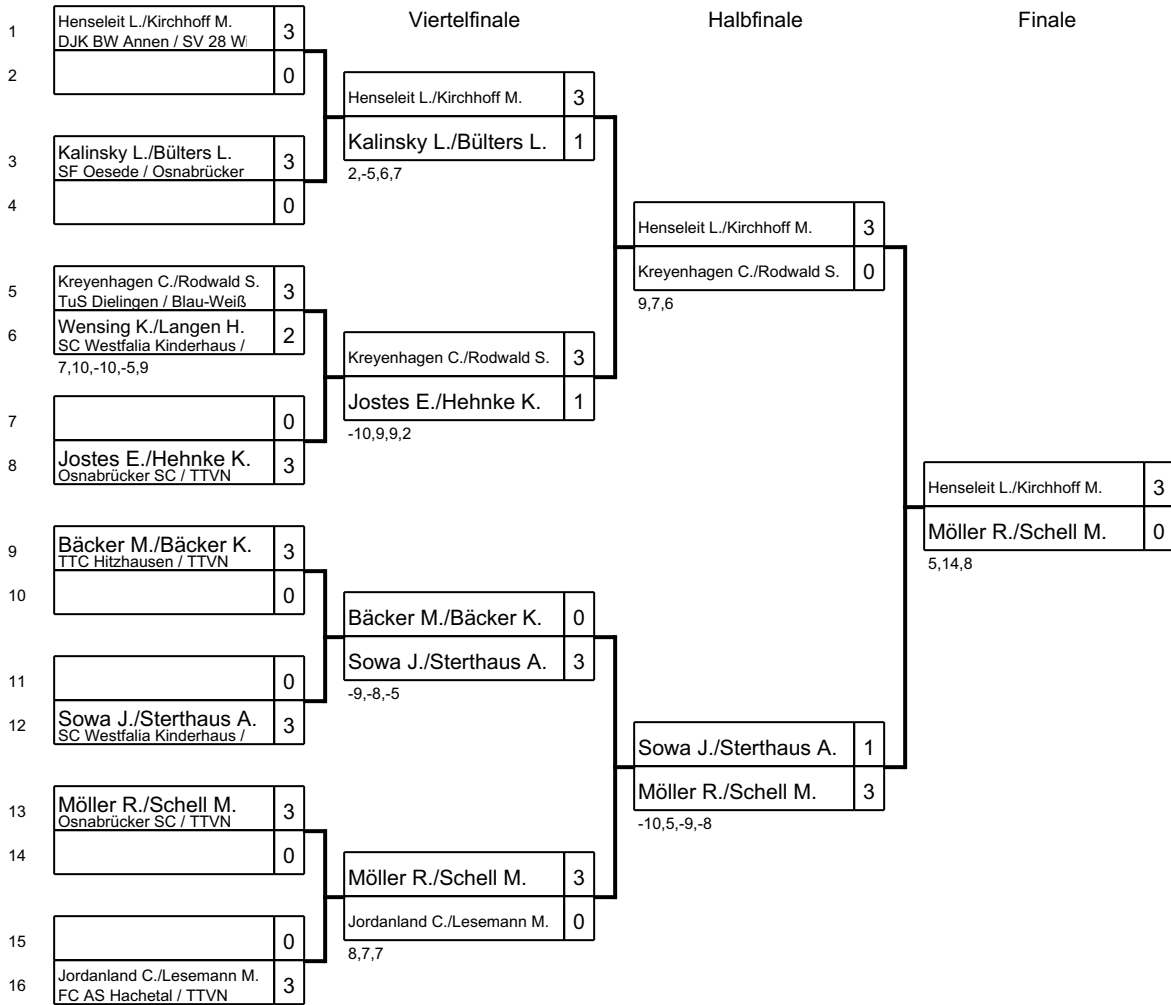 Viertelfinale
Halbfinale
Finale
1
Henseleit L./Kirchhoff M.
DJK BW Annen / SV 28 Wi
3
2
0
3
Kalinsky L./Bülters L.
SF Oesede / Osnabrücker
3
4
0
5
Kreyenhagen C./Rodwald S.
TuS Dielingen / Blau-Weiß
3
6
Wensing K./Langen H.
SC Westfalia Kinderhaus /
2
7,10,-10,-5,9
7
0
8
Jostes E./Hehnke K.
Osnabrücker SC / TTVN
3
9
Bäcker M./Bäcker K.
TTC Hitzhausen / TTVN
3
10
0
11
0
12
Sowa J./Sterthaus A.
SC Westfalia Kinderhaus /
3
13
Möller R./Schell M.
Osnabrücker SC / TTVN
3
14
0
15
0
16
Jordanland C./Lesemann M.
FC AS Hachetal / TTVN
3
Henseleit L./Kirchhoff M. 3
Kalinsky L./Bülters L. 1
2,-5,6,7
Kreyenhagen C./Rodwald S. 3
Jostes E./Hehnke K. 1
-10,9,9,2
Bäcker M./Bäcker K. 0
Sowa J./Sterthaus A. 3
-9,-8,-5
Möller R./Schell M. 3
Jordanland C./Lesemann M. 0
8,7,7
Henseleit L./Kirchhoff M. 3
Kreyenhagen C./Rodwald S. 0
9,7,6
Sowa J./Sterthaus A. 1
Möller R./Schell M. 3
-10,5,-9,-8
Henseleit L./Kirchhoff M. 3
Möller R./Schell M. 0
5,14,8